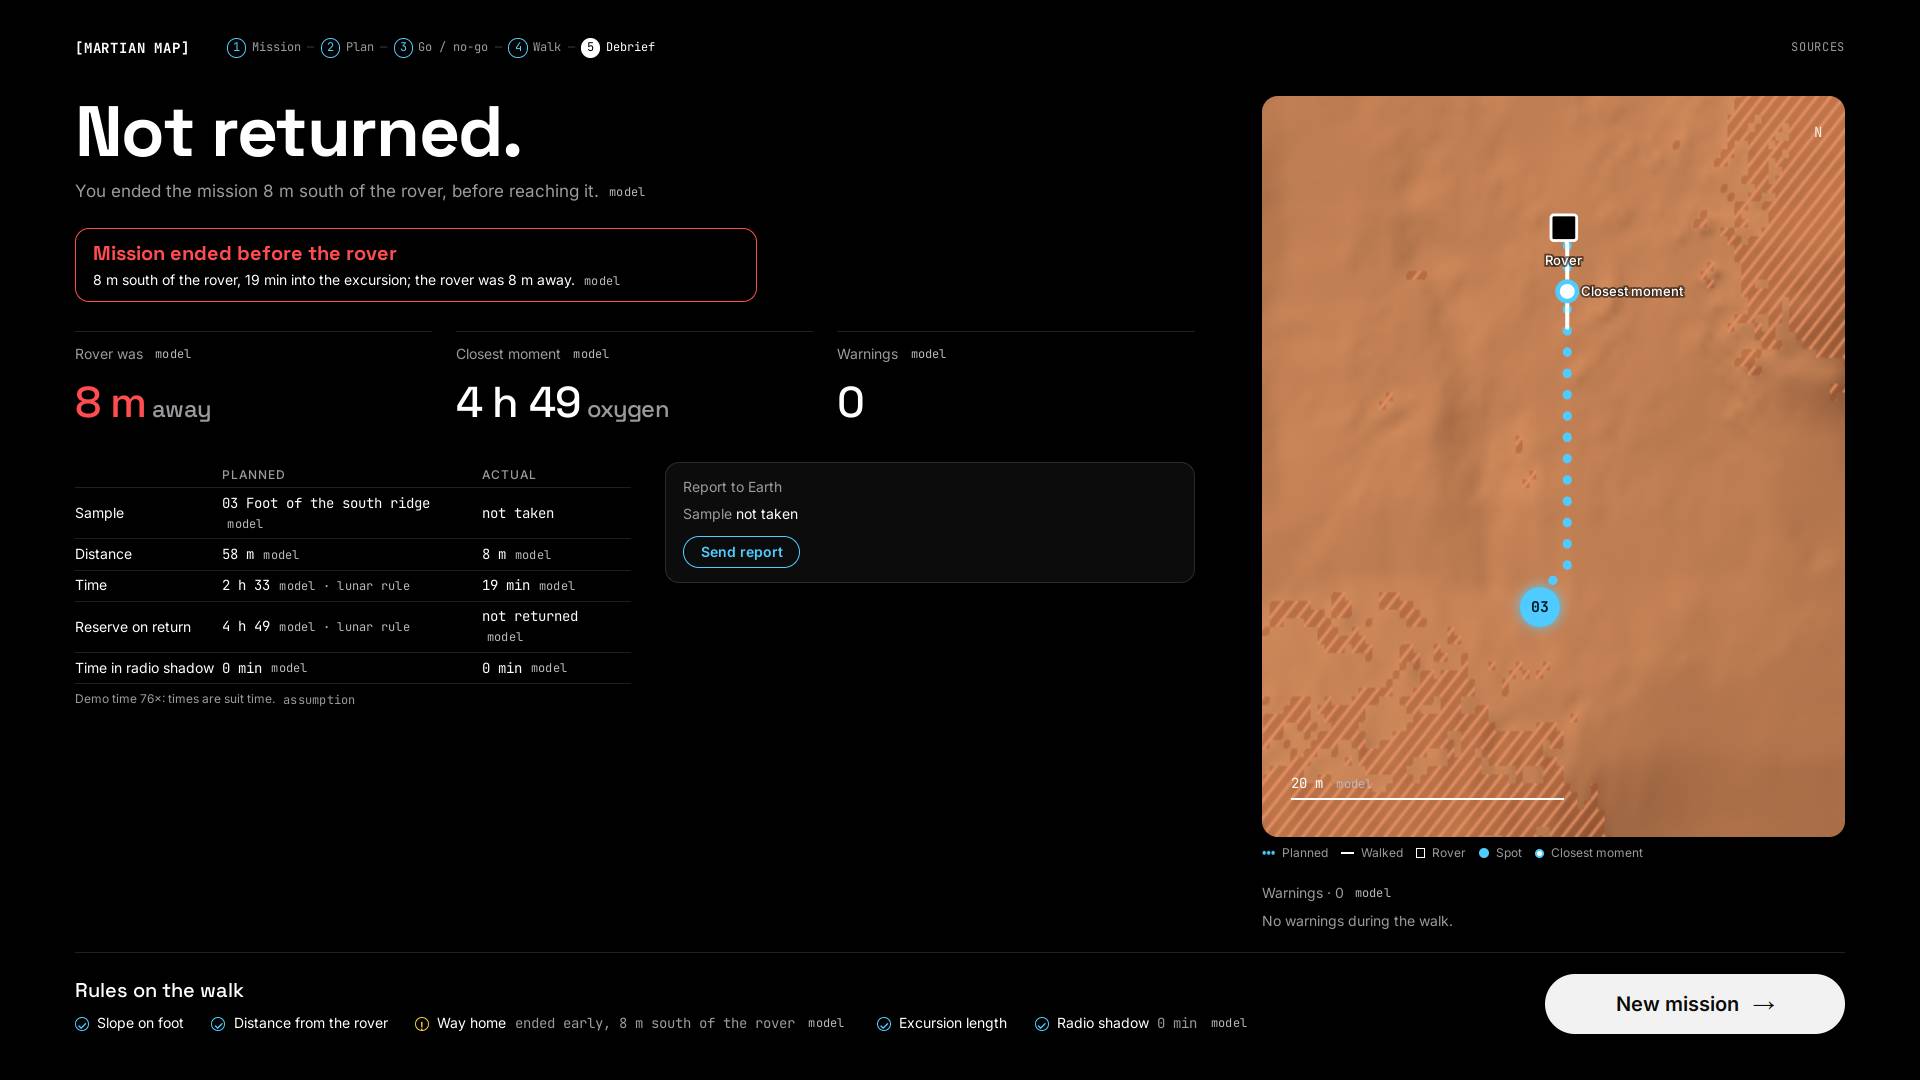 [MARTIAN MAP] 1 Mission — 2 Plan — 3 Go / no-go — 4 Walk — 5 Debrief SOURCES
Not returned.
You ended the mission 8 m south of the rover, before reaching it. model
Mission ended before the rover
8 m south of the rover, 19 min into the excursion; the rover was 8 m away. model
Rover was model
8 m away
Closest moment model
4 h 49 oxygen
Warnings model
0
PLANNED ACTUAL
Sample 03 Foot of the south ridge model not taken
Distance 58 m model 8 m model
Time 2 h 33 model · lunar rule 19 min model
Reserve on return 4 h 49 model · lunar rule not returned model
Time in radio shadow 0 min model 0 min model
Demo time 76×: times are suit time. assumption
Report to Earth
Sample not taken
Send report
N
Rover
Closest moment
03
20 m model
Planned Walked Rover Spot Closest moment
Warnings · 0 model
No warnings during the walk.
Rules on the walk
Slope on foot Distance from the rover Way home ended early, 8 m south of the rover model Excursion length Radio shadow 0 min model
New mission →